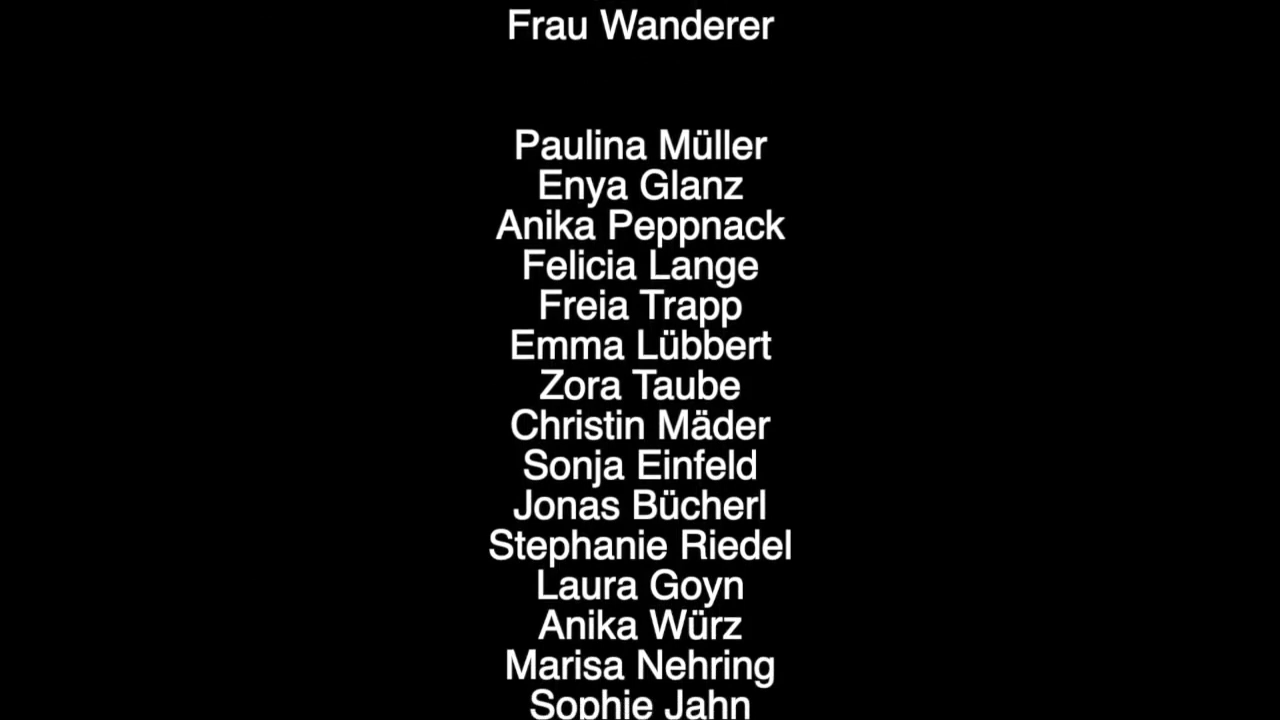 Frau Wanderer
Paulina Müller
Enya Glanz
Anika Peppnack
Felicia Lange
Freia Trapp
Emma Lübbert
Zora Taube
Christin Mäder
Sonja Einfeld
Jonas Bücherl
Stephanie Riedel
Laura Goyn
Anika Würz
Marisa Nehring
Sophie Jahn